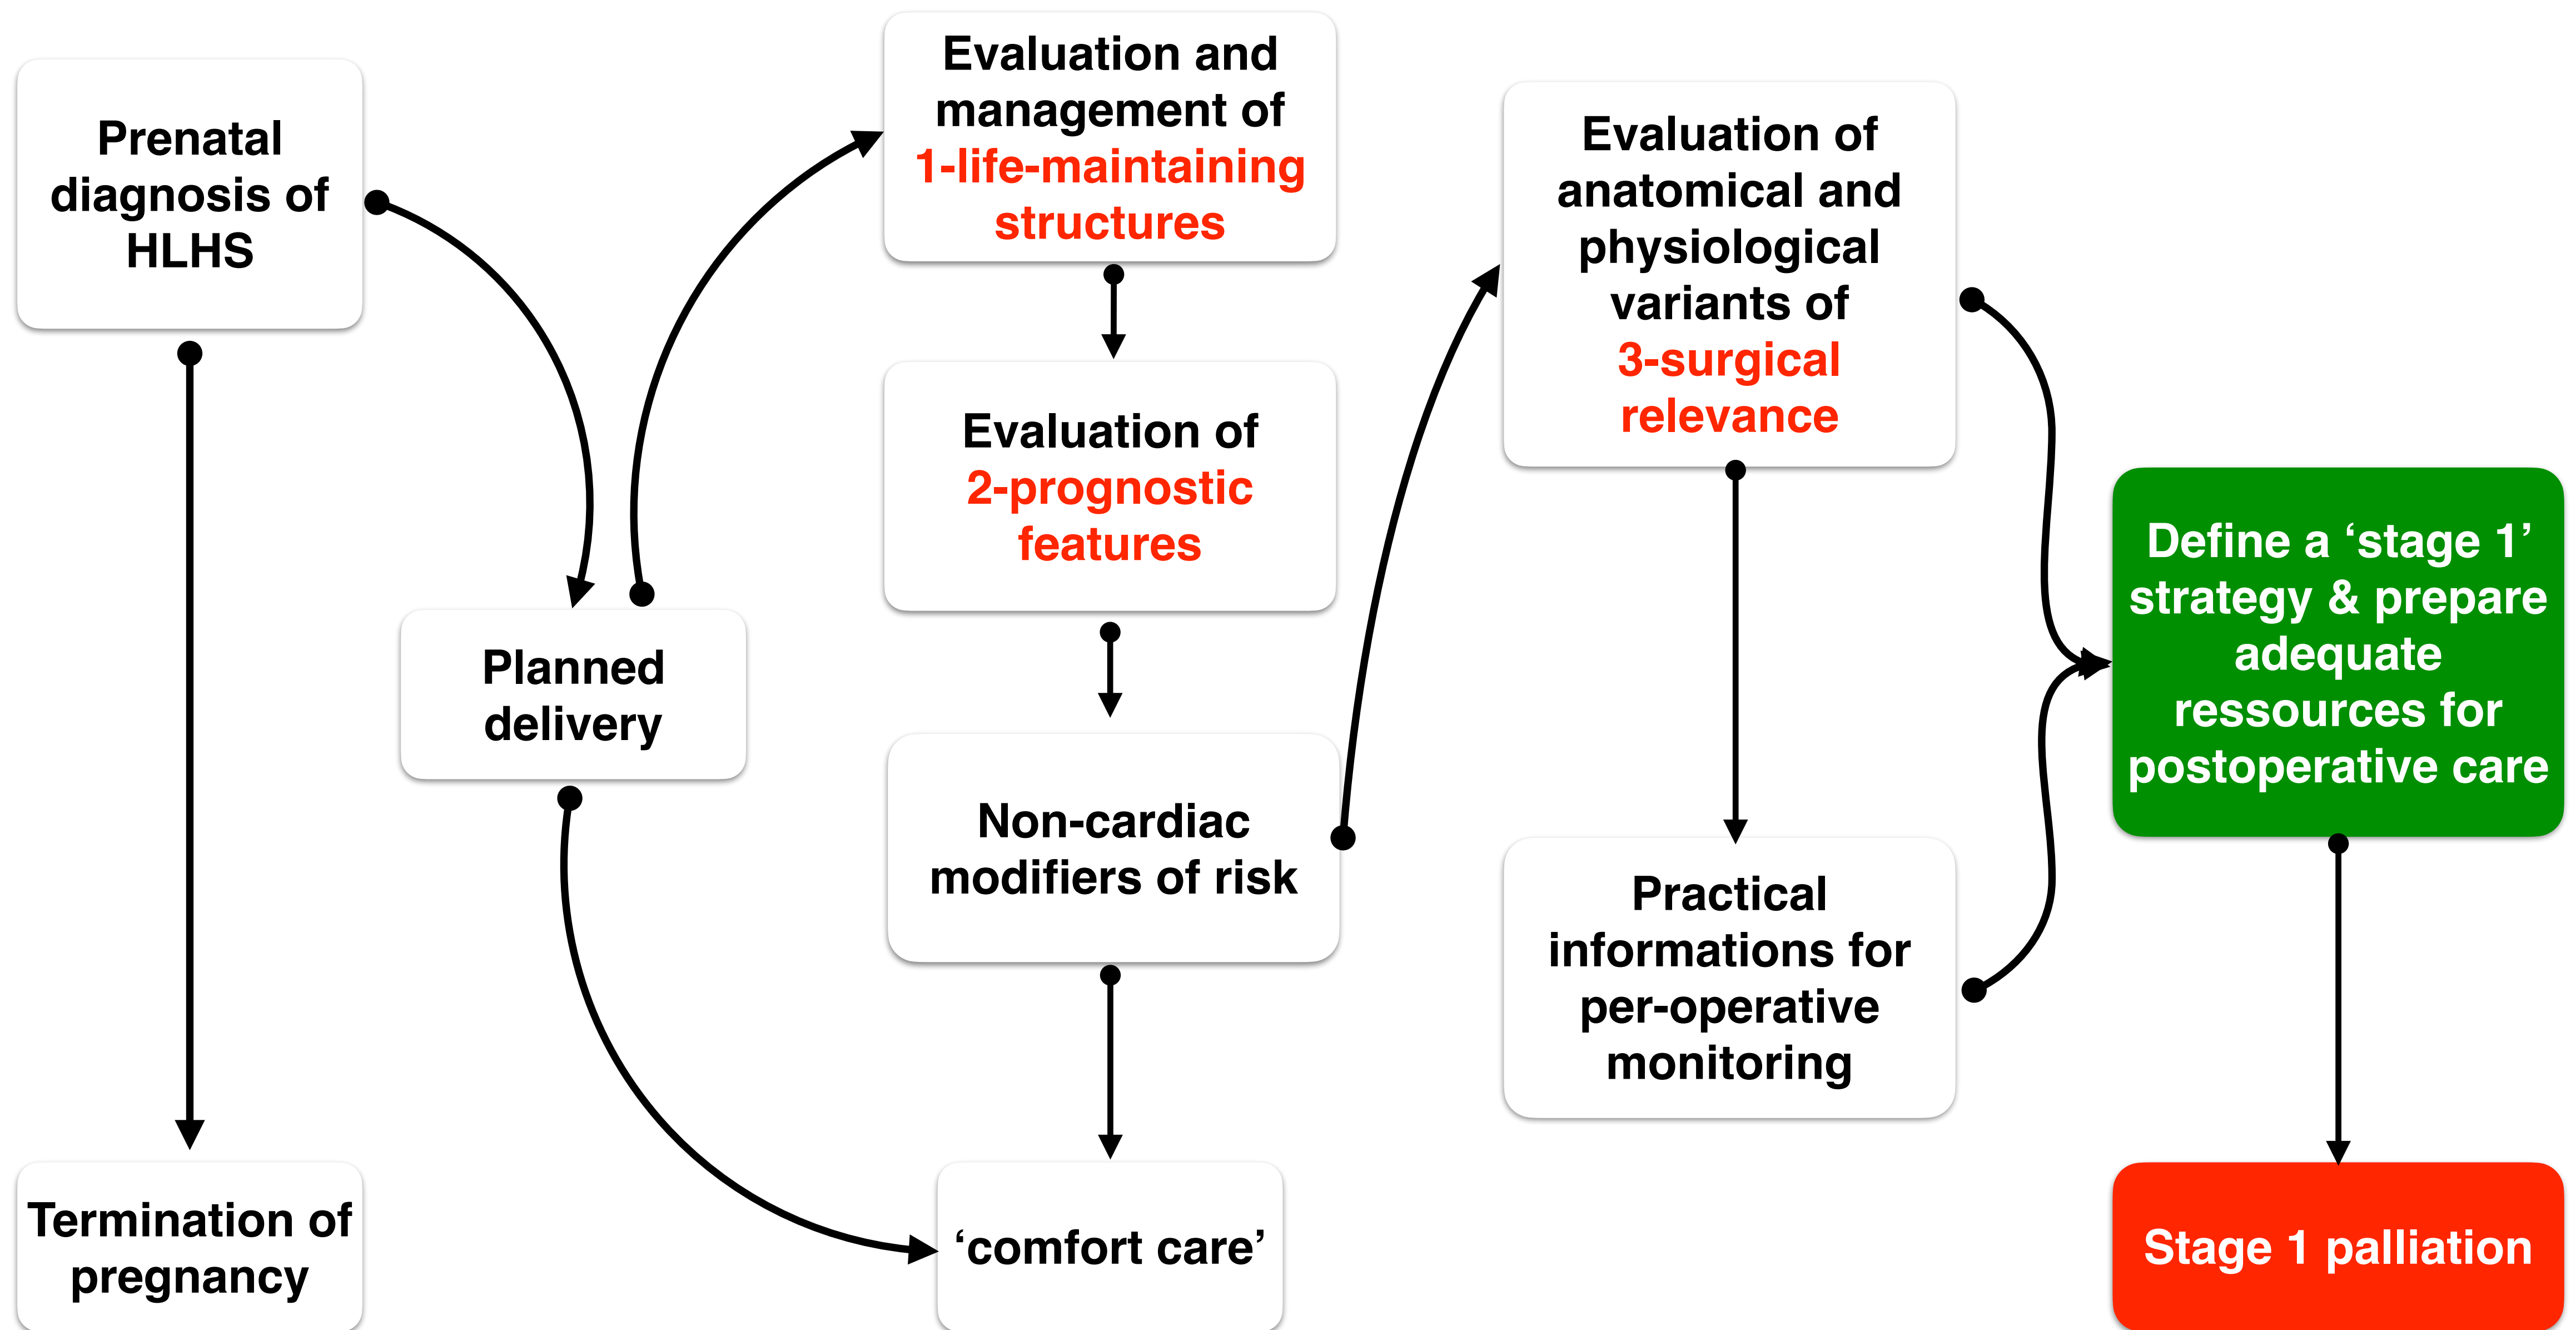 Prenatal
diagnosis of
HLHS
Termination of
pregnancy
Planned
delivery
Evaluation and
management of
1-life-maintaining
structures
Evaluation of
2-prognostic
features
Non-cardiac
modifiers of risk
‘comfort care’
Evaluation of
anatomical and
physiological
variants of
3-surgical
relevance
Practical
informations for
per-operative
monitoring
Define a ‘stage 1’
strategy & prepare
adequate
ressources for
postoperative care
Stage 1 palliation